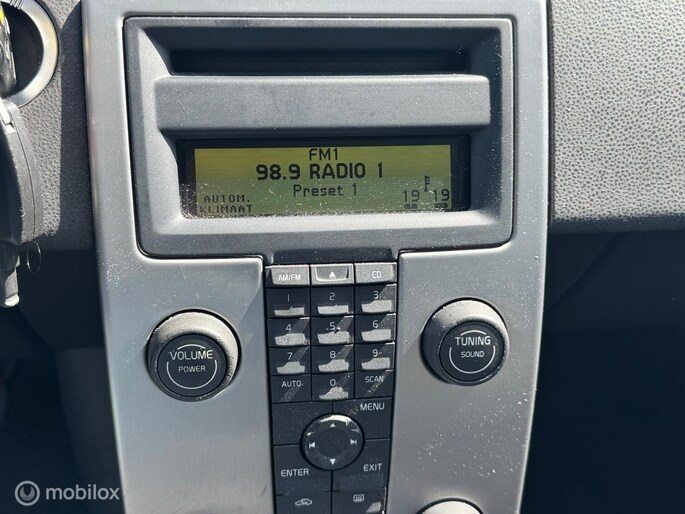 FM1
98.9 RADIO 1
Preset 1
AUTOM.
KLIMAAT
19 19
AM/FM CD
1 2 3
4 5 6
7 8 9
AUTO 0 SCAN
VOLUME
POWER
TUNING
SOUND
MENU
ENTER EXIT
mobilox